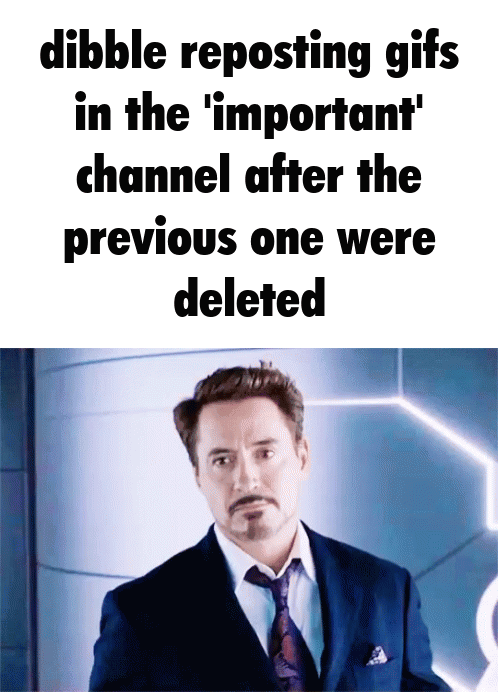 dibble reposting gifs
in the 'important'
channel after the
previous one were
deleted